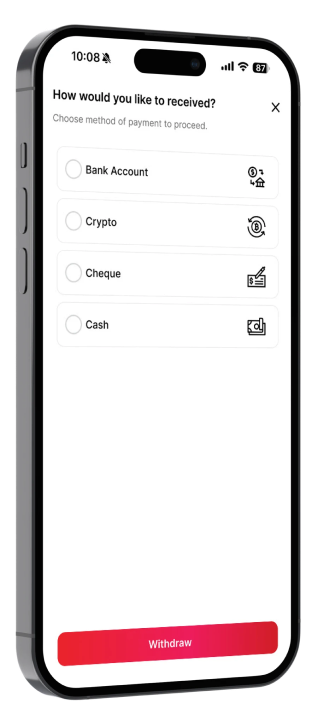 10:08
87
How would you like to received?
Choose method of payment to proceed.
Bank Account
Crypto
Cheque
Cash
Withdraw